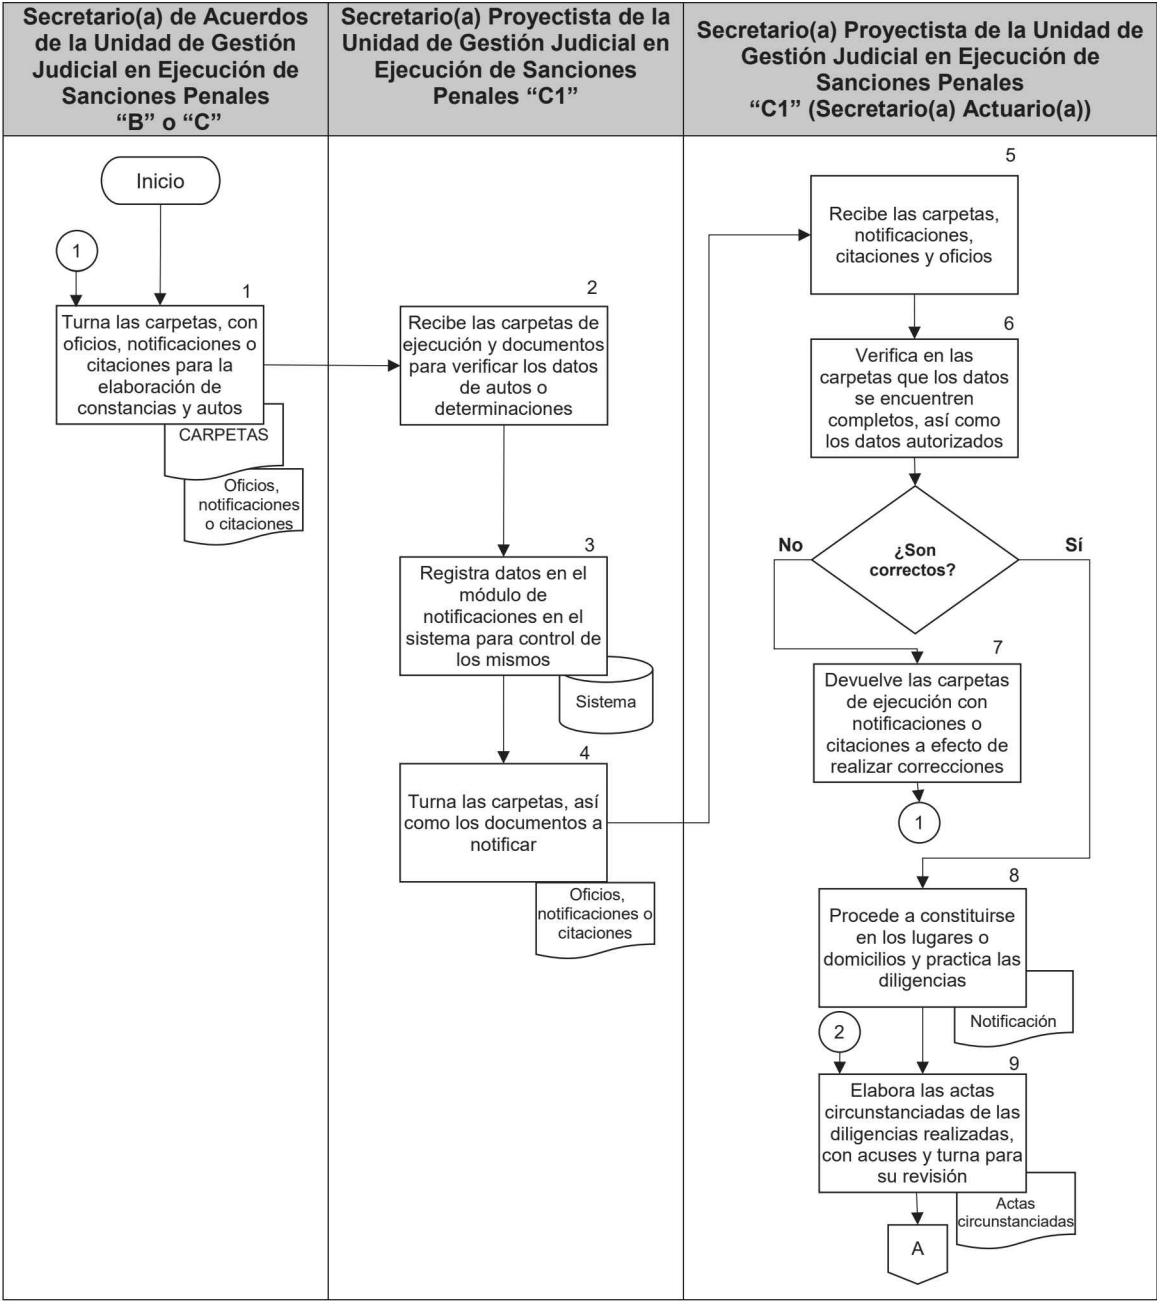 Secretario(a) de Acuerdos
de la Unidad de Gestión
Judicial en Ejecución de
Sanciones Penales
“B” o “C”
Secretario(a) Proyectista de la
Unidad de Gestión Judicial en
Ejecución de Sanciones
Penales “C1”
Secretario(a) Proyectista de la Unidad de
Gestión Judicial en Ejecución de
Sanciones Penales
“C1” (Secretario(a) Actuario(a))
Inicio
1
1
Turna las carpetas, con
oficios, notificaciones o
citaciones para la
elaboración de
constancias y autos
CARPETAS
Oficios,
notificaciones
o citaciones
2
Recibe las carpetas de
ejecución y documentos
para verificar los datos
de autos o
determinaciones
3
Registra datos en el
módulo de
notificaciones en el
sistema para control de
los mismos
Sistema
4
Turna las carpetas, así
como los documentos a
notificar
Oficios,
notificaciones o
citaciones
5
Recibe las carpetas,
notificaciones,
citaciones y oficios
6
Verifica en las
carpetas que los datos
se encuentren
completos, así como
los datos autorizados
No
¿Son
correctos?
Sí
7
Devuelve las carpetas
de ejecución con
notificaciones o
citaciones a efecto de
realizar correcciones
1
8
Procede a constituirse
en los lugares o
domicilios y practica las
diligencias
Notificación
2
9
Elabora las actas
circunstanciadas de las
diligencias realizadas,
con acuses y turna para
su revisión
Actas
circunstanciadas
A